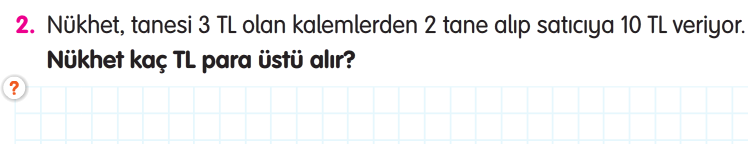 2. Nükhet, tanesi 3 TL olan kalemlerden 2 tane alıp satıcıya 10 TL veriyor.
Nükhet kaç TL para üstü alır?
?